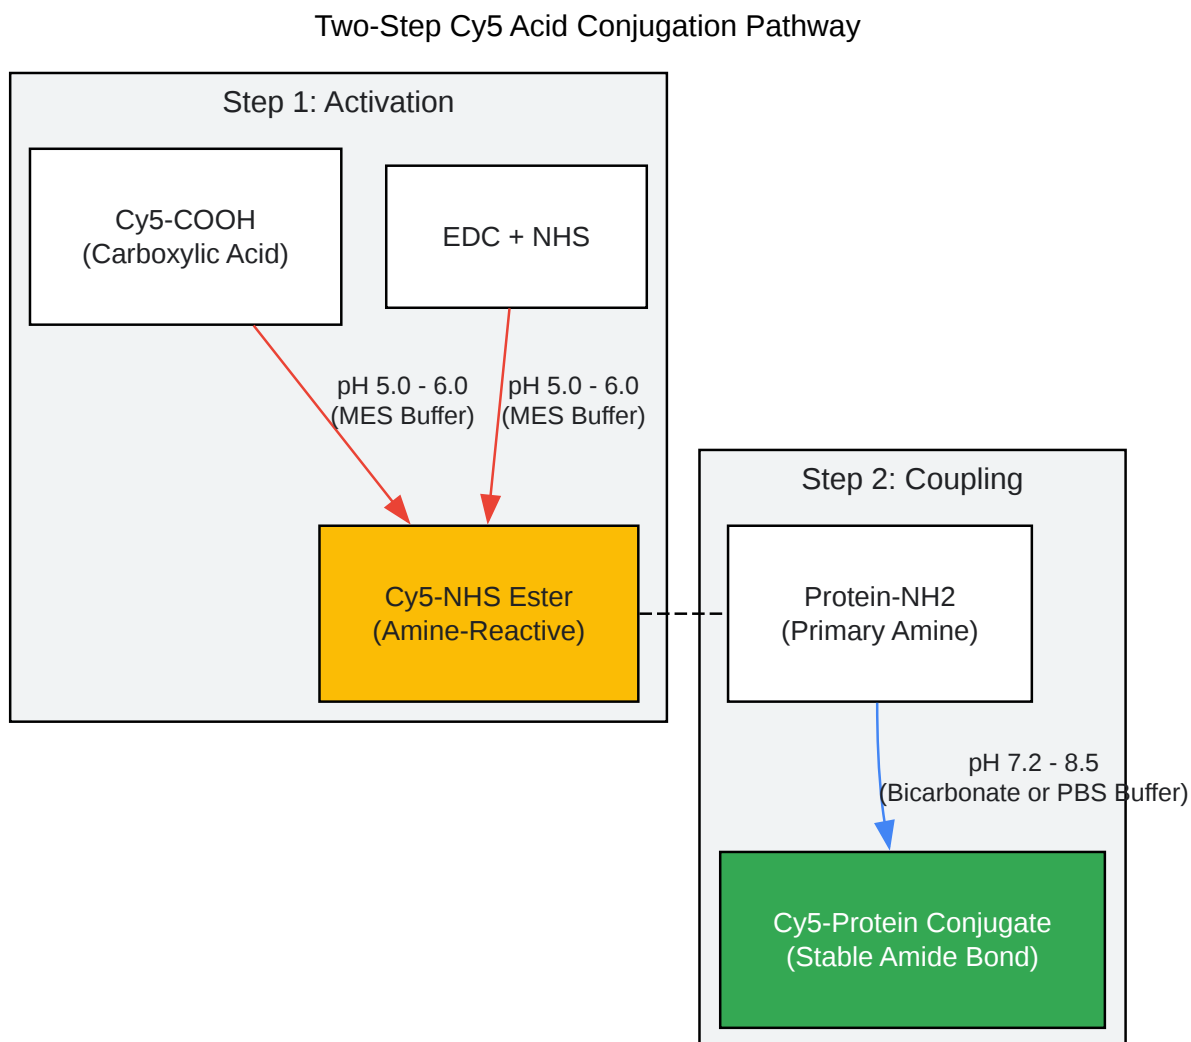 Two-Step Cy5 Acid Conjugation Pathway
Step 1: Activation
Cy5-COOH
(Carboxylic Acid)
EDC + NHS
pH 5.0 - 6.0
(MES Buffer)
pH 5.0 - 6.0
(MES Buffer)
Cy5-NHS Ester
(Amine-Reactive)
Step 2: Coupling
Protein-NH2
(Primary Amine)
pH 7.2 - 8.5
(Bicarbonate or PBS Buffer)
Cy5-Protein Conjugate
(Stable Amide Bond)